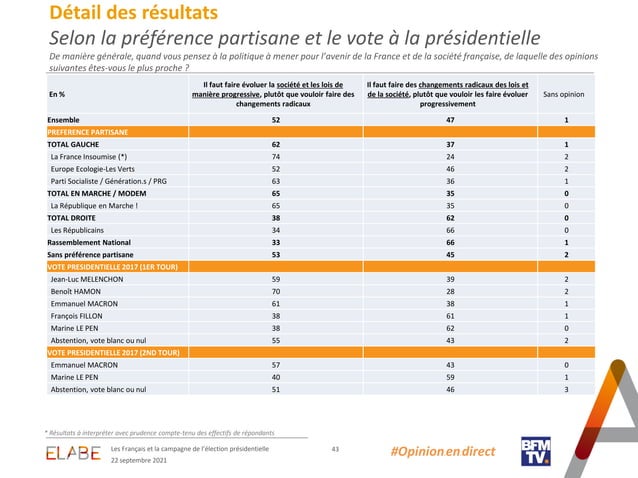 Détail des résultats
Selon la préférence partisane et le vote à la présidentielle
De manière générale, quand vous pensez à la politique à mener pour l'avenir de la France et de la société française, de laquelle des opinions
suivantes êtes-vous le plus proche ?
En %
Il faut faire évoluer la société et les lois de
manière progressive, plutôt que vouloir faire des
changements radicaux
Il faut faire des changements radicaux des lois et
de la société, plutôt que vouloir les faire évoluer
progressivement
Sans opinion
Ensemble 52 47 1
PREFERENCE PARTISANE
TOTAL GAUCHE 62 37 1
La France Insoumise (*) 74 24 2
Europe Ecologie-Les Verts 52 46 2
Parti Socialiste / Génération.s / PRG 63 36 1
TOTAL EN MARCHE / MODEM 65 35 0
La République en Marche ! 65 35 0
TOTAL DROITE 38 62 0
Les Républicains 34 66 0
Rassemblement National 33 66 1
Sans préférence partisane 53 45 2
VOTE PRESIDENTIELLE 2017 (1ER TOUR)
Jean-Luc MELENCHON 59 39 2
Benoît HAMON 70 28 2
Emmanuel MACRON 61 38 1
François FILLON 38 61 1
Marine LE PEN 38 62 0
Abstention, vote blanc ou nul 55 43 2
VOTE PRESIDENTIELLE 2017 (2ND TOUR)
Emmanuel MACRON 57 43 0
Marine LE PEN 40 59 1
Abstention, vote blanc ou nul 51 46 3
* Résultats à interpréter avec prudence compte-tenu des effectifs de répondants
ELABE
Les Français et la campagne de l'élection présidentielle
22 septembre 2021
43
#Opinion en direct
BFM
TV.